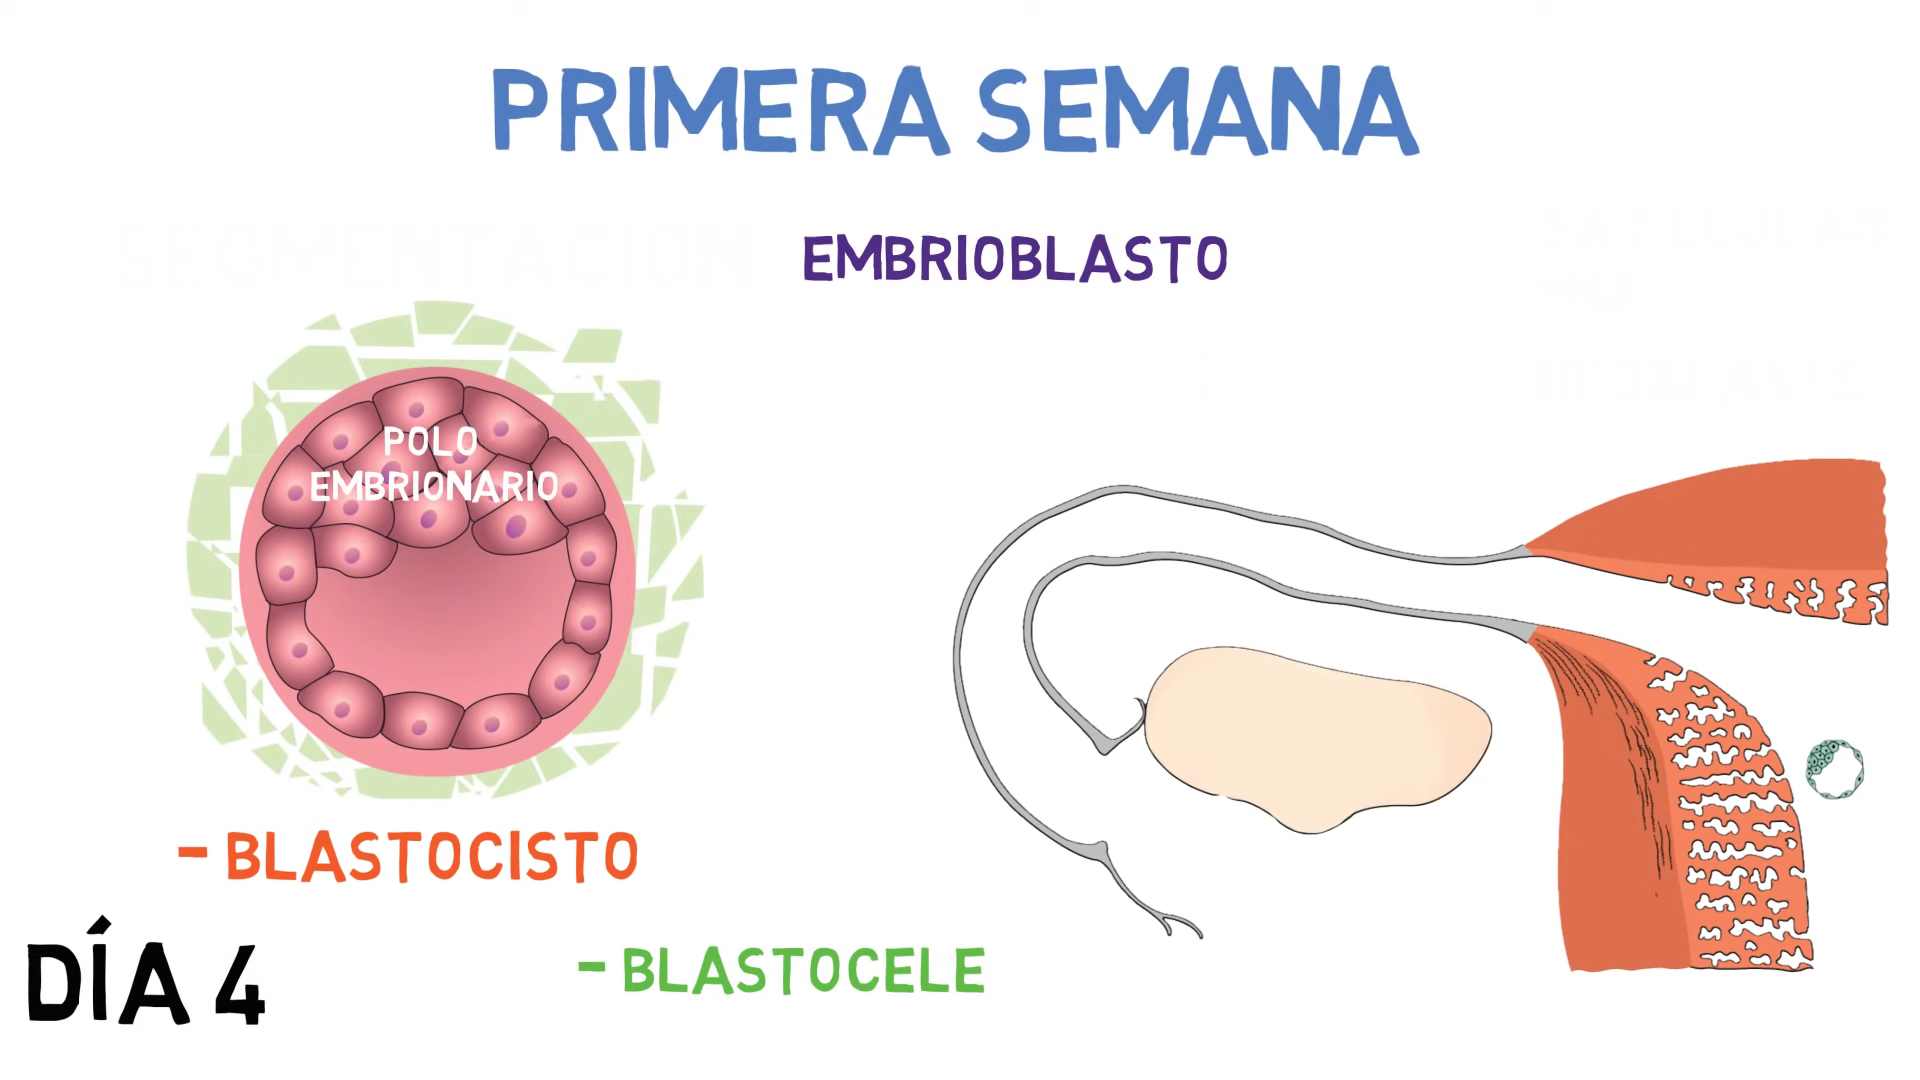 PRIMERA SEMANA
EMBRIOBLASTO
POLO
EMBRIONARIO
- BLASTOCISTO
DÍA 4
- BLASTOCELE